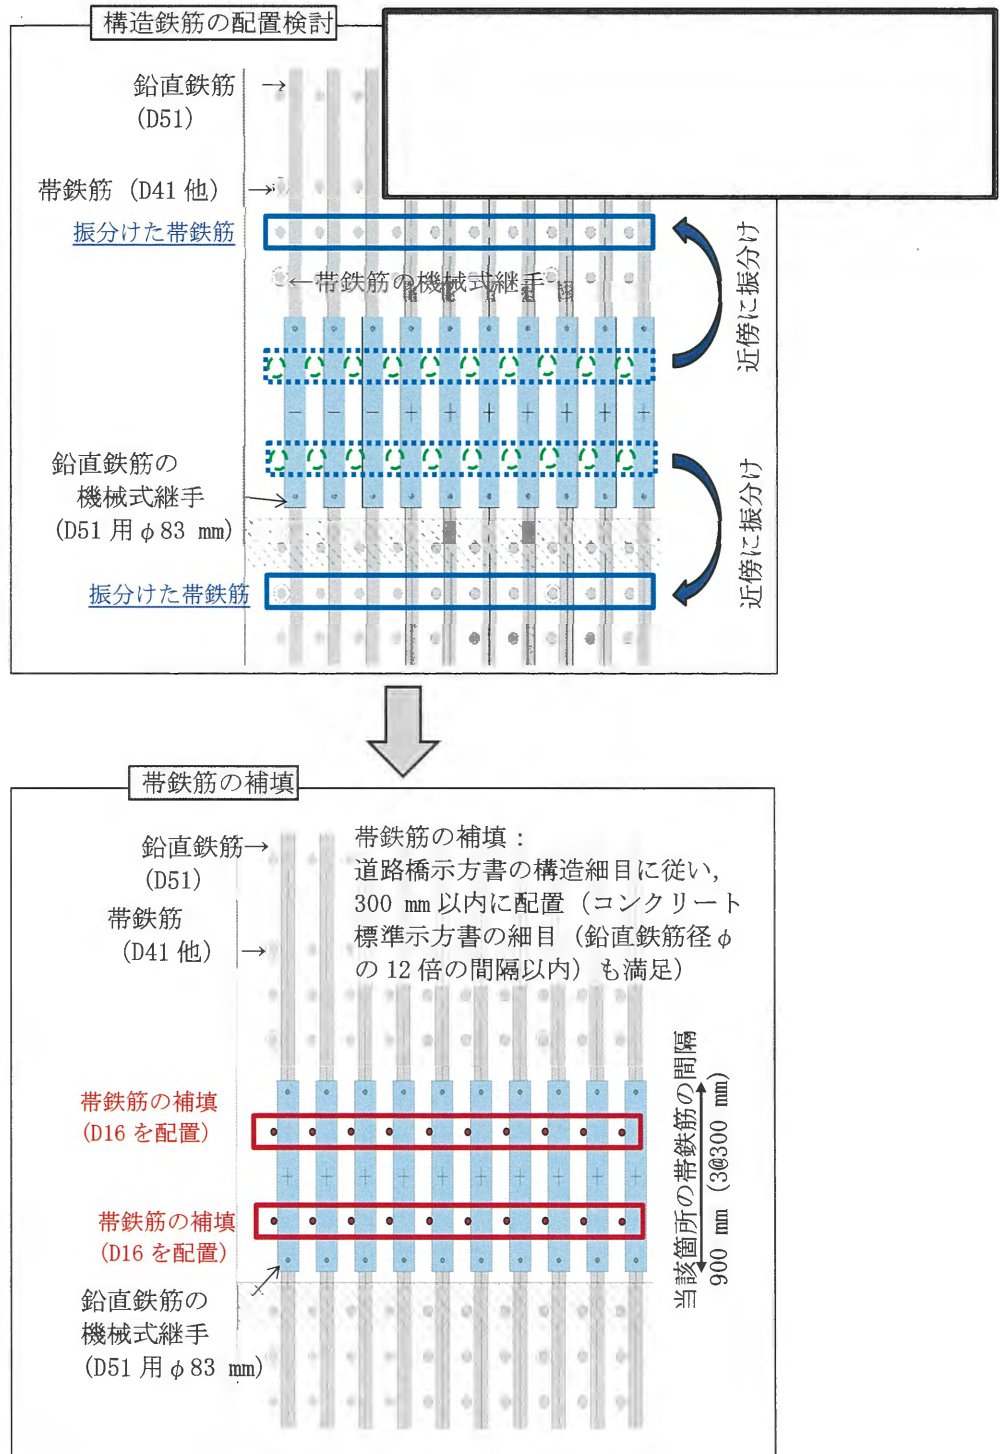 構造鉄筋の配置検討
鉛直鉄筋 →
(D51)
帯鉄筋 (D41 他) →
振分けた帯鉄筋
←帯鉄筋の機械式継手
近傍に振分け
鉛直鉄筋の
機械式継手
(D51 用φ83 mm)
近傍に振分け
振分けた帯鉄筋
帯鉄筋の補填
鉛直鉄筋→
(D51)
帯鉄筋
(D41 他) →
帯鉄筋の補填：
道路橋示方書の構造細目に従い，
300 mm 以内に配置（コンクリート
標準示方書の細目（鉛直鉄筋径φ
の 12 倍の間隔以内）も満足）
帯鉄筋の補填
(D16 を配置)
帯鉄筋の補填
(D16 を配置)
当該箇所の帯鉄筋の間隔
900 mm (3@300 mm)
鉛直鉄筋の
機械式継手
(D51 用φ83 mm)